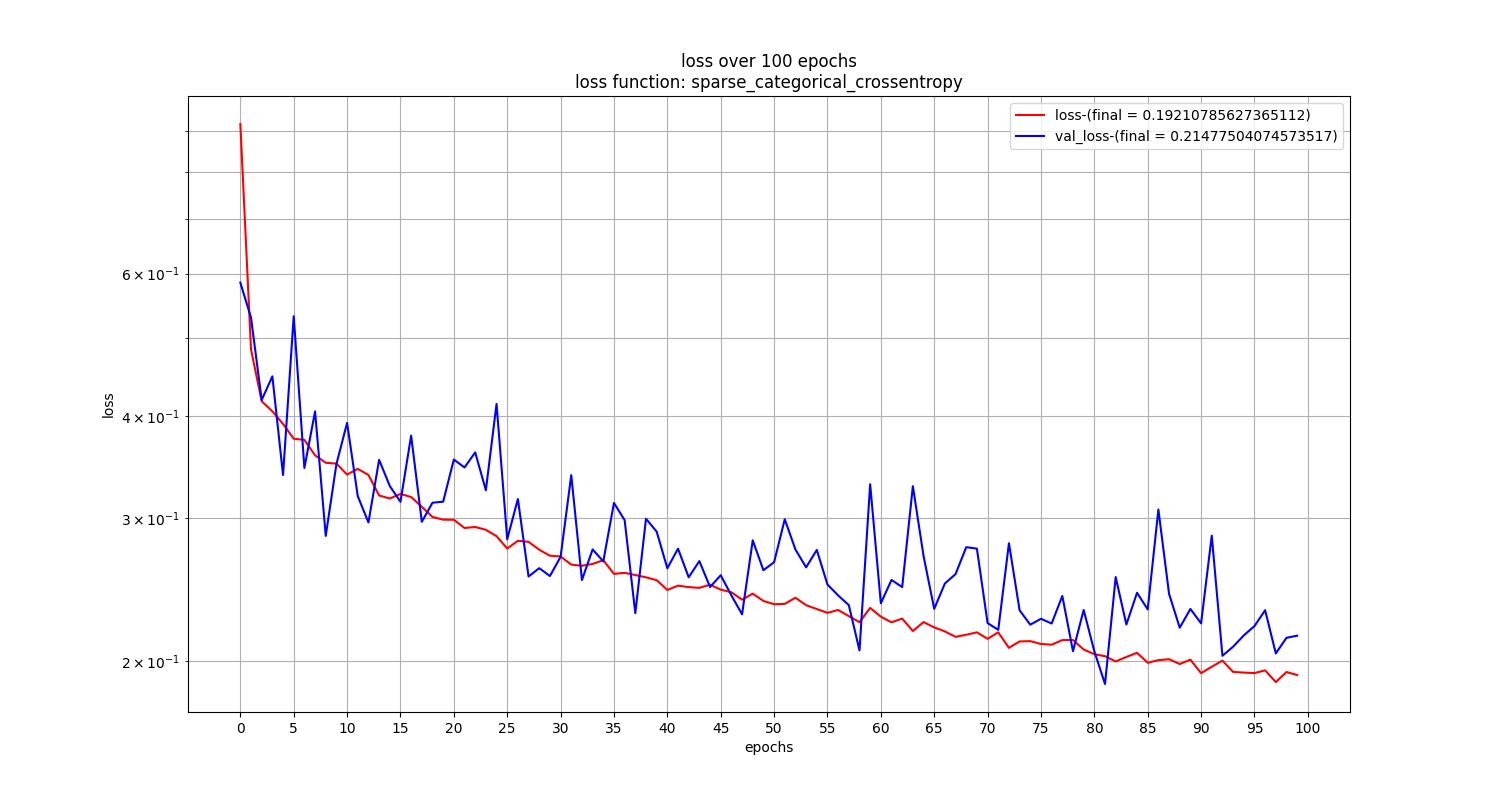 loss over 100 epochs
loss function: sparse_categorical_crossentropy
loss-(final = 0.19210785627365112)
val_loss-(final = 0.21477504074573517)
6 × 10⁻¹
4 × 10⁻¹
3 × 10⁻¹
2 × 10⁻¹
loss
0 5 10 15 20 25 30 35 40 45 50 55 60 65 70 75 80 85 90 95 100
epochs